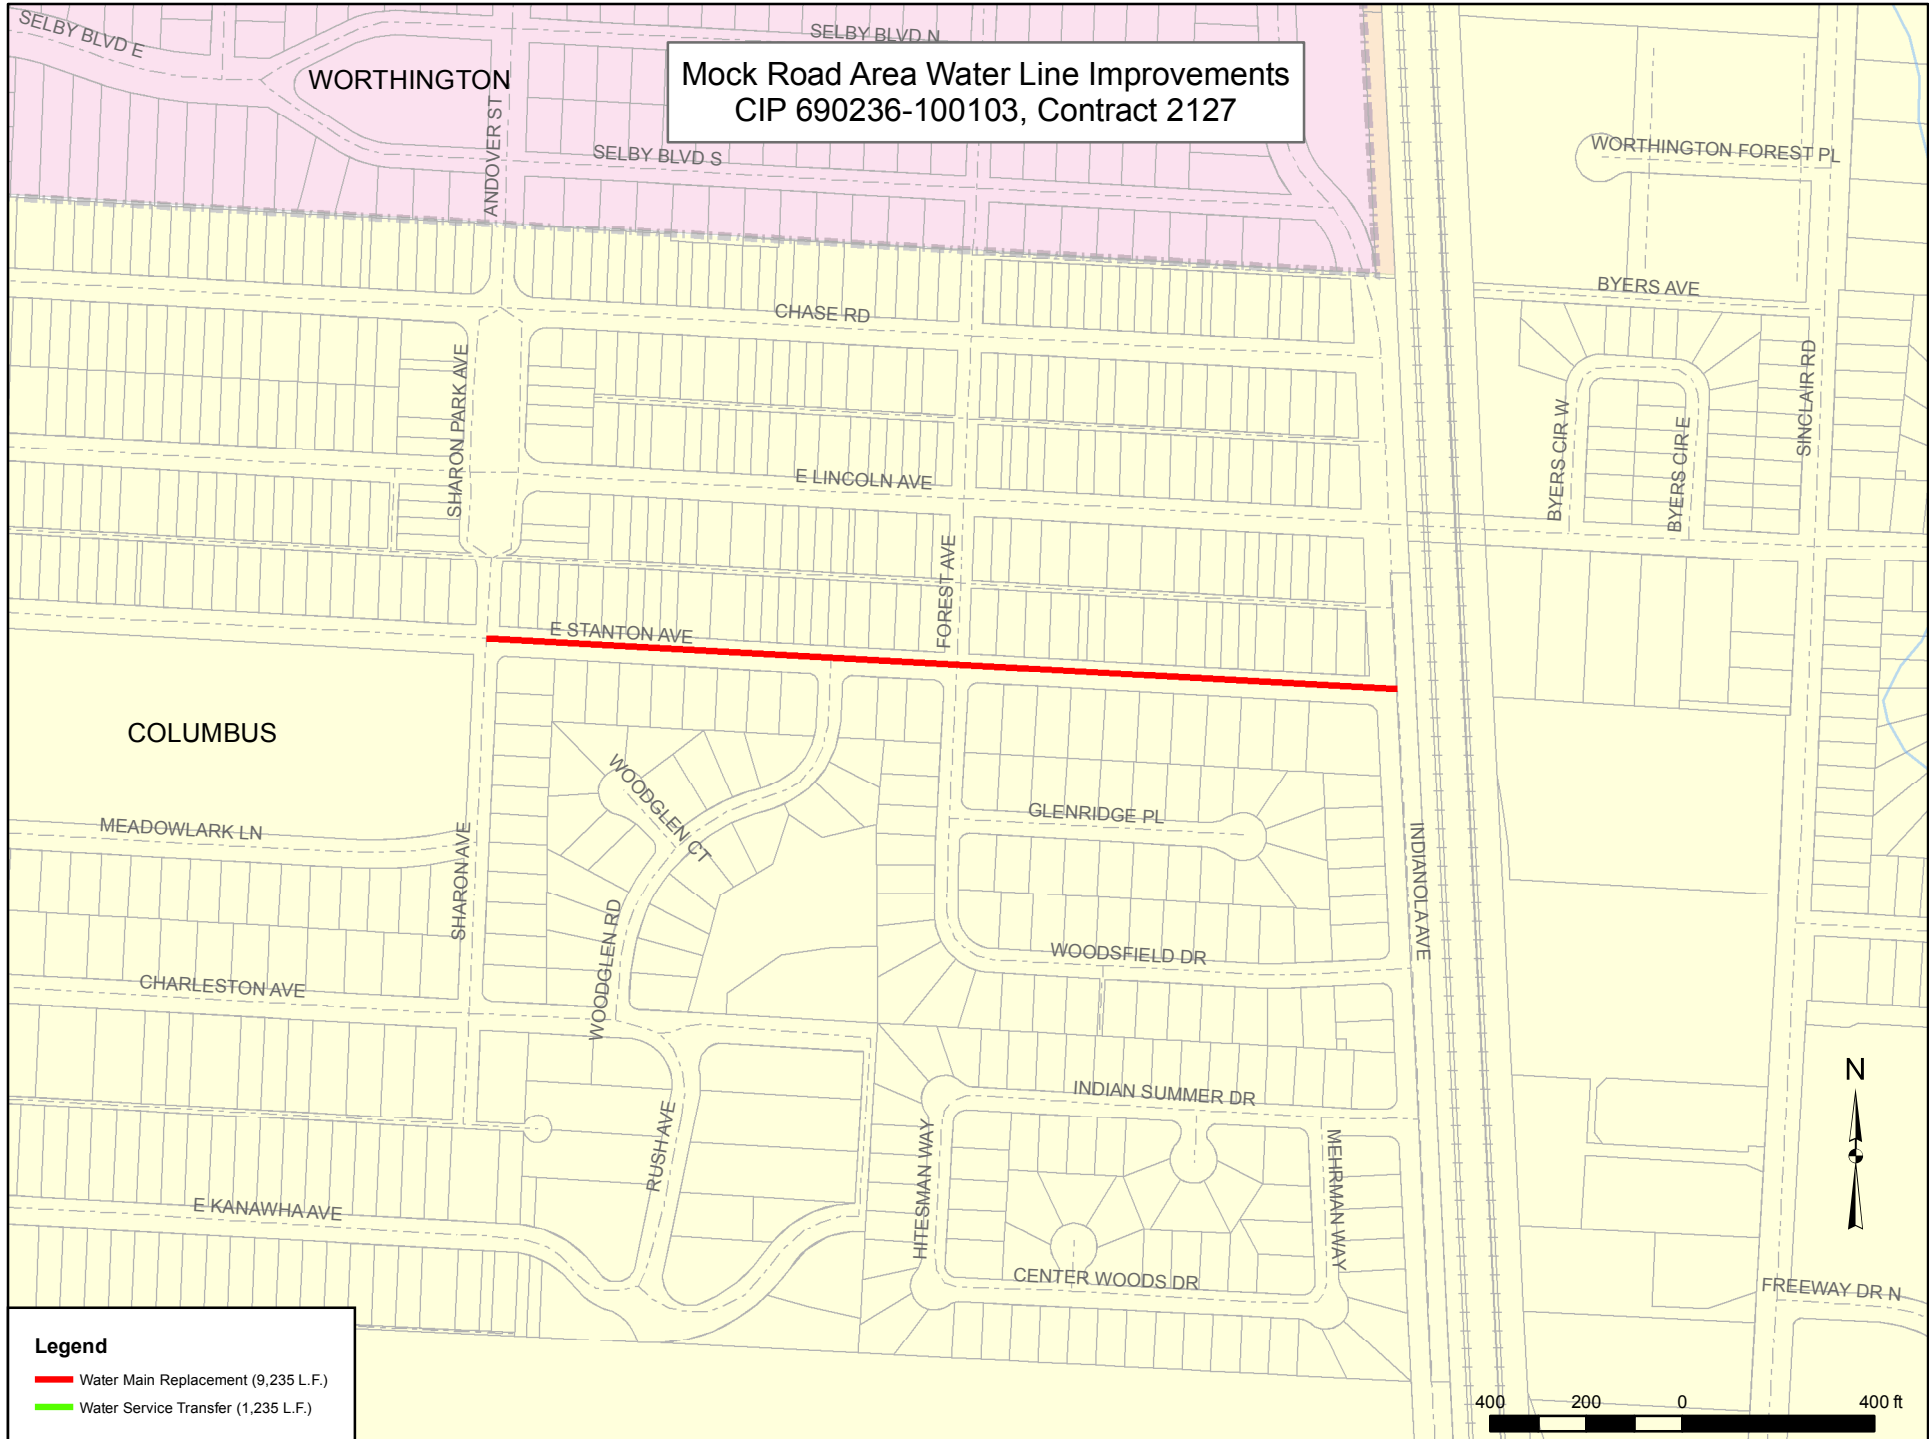 SELBY BLVD E
SELBY BLVD N
WORTHINGTON
Mock Road Area Water Line Improvements
CIP 690236-100103, Contract 2127
ANDOVER ST
SELBY BLVD S
WORTHINGTON FOREST PL
BYERS AVE
CHASE RD
SHARON PARK AVE
SINCLAIR RD
BYERS CIR W
BYERS CIR E
E LINCOLN AVE
FOREST AVE
E STANTON AVE
COLUMBUS
WOODGLEN CT
GLENRIDGE PL
MEADOWLARK LN
SHARON AVE
INDIANOLA AVE
WOODGLEN RD
WOODSFIELD DR
CHARLESTON AVE
N
INDIAN SUMMER DR
RUSH AVE
HITESMAN WAY
MEHRMAN WAY
E KANAWHA AVE
CENTER WOODS DR
FREEWAY DR N
Legend
Water Main Replacement (9,235 L.F.)
Water Service Transfer (1,235 L.F.)
400 200 0 400 ft